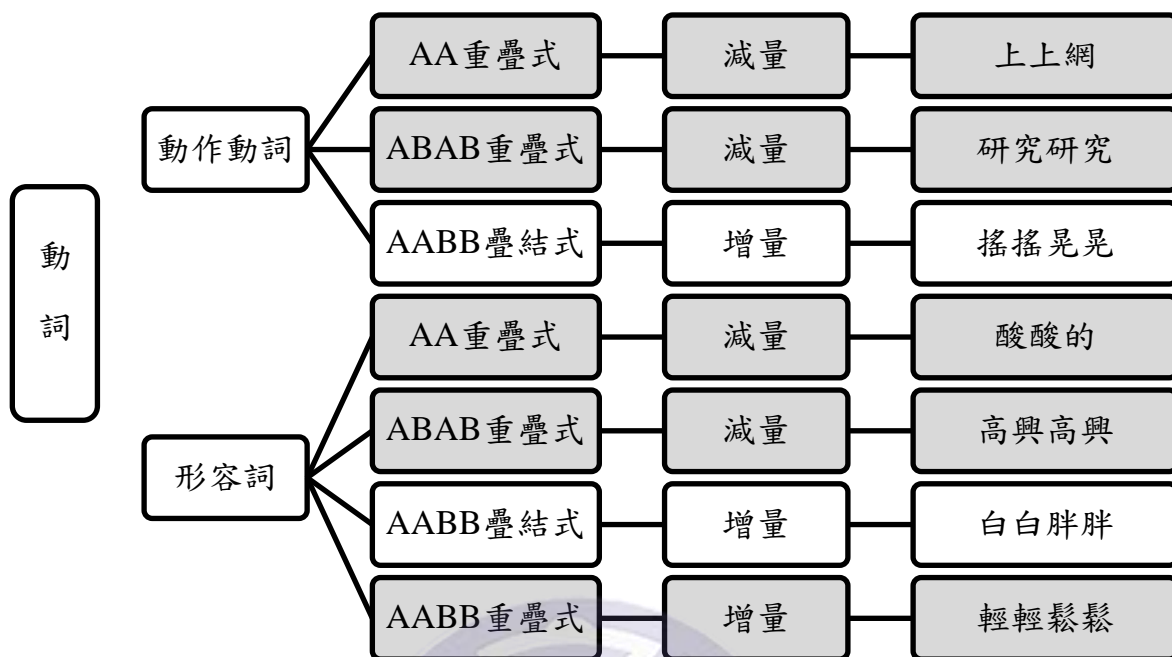 動詞
動作動詞
AA重疊式 減量 上上網
ABAB重疊式 減量 研究研究
AABB疊結式 增量 搖搖晃晃
形容詞
AA重疊式 減量 酸酸的
ABAB重疊式 減量 高興高興
AABB疊結式 增量 白白胖胖
AABB重疊式 增量 輕輕鬆鬆